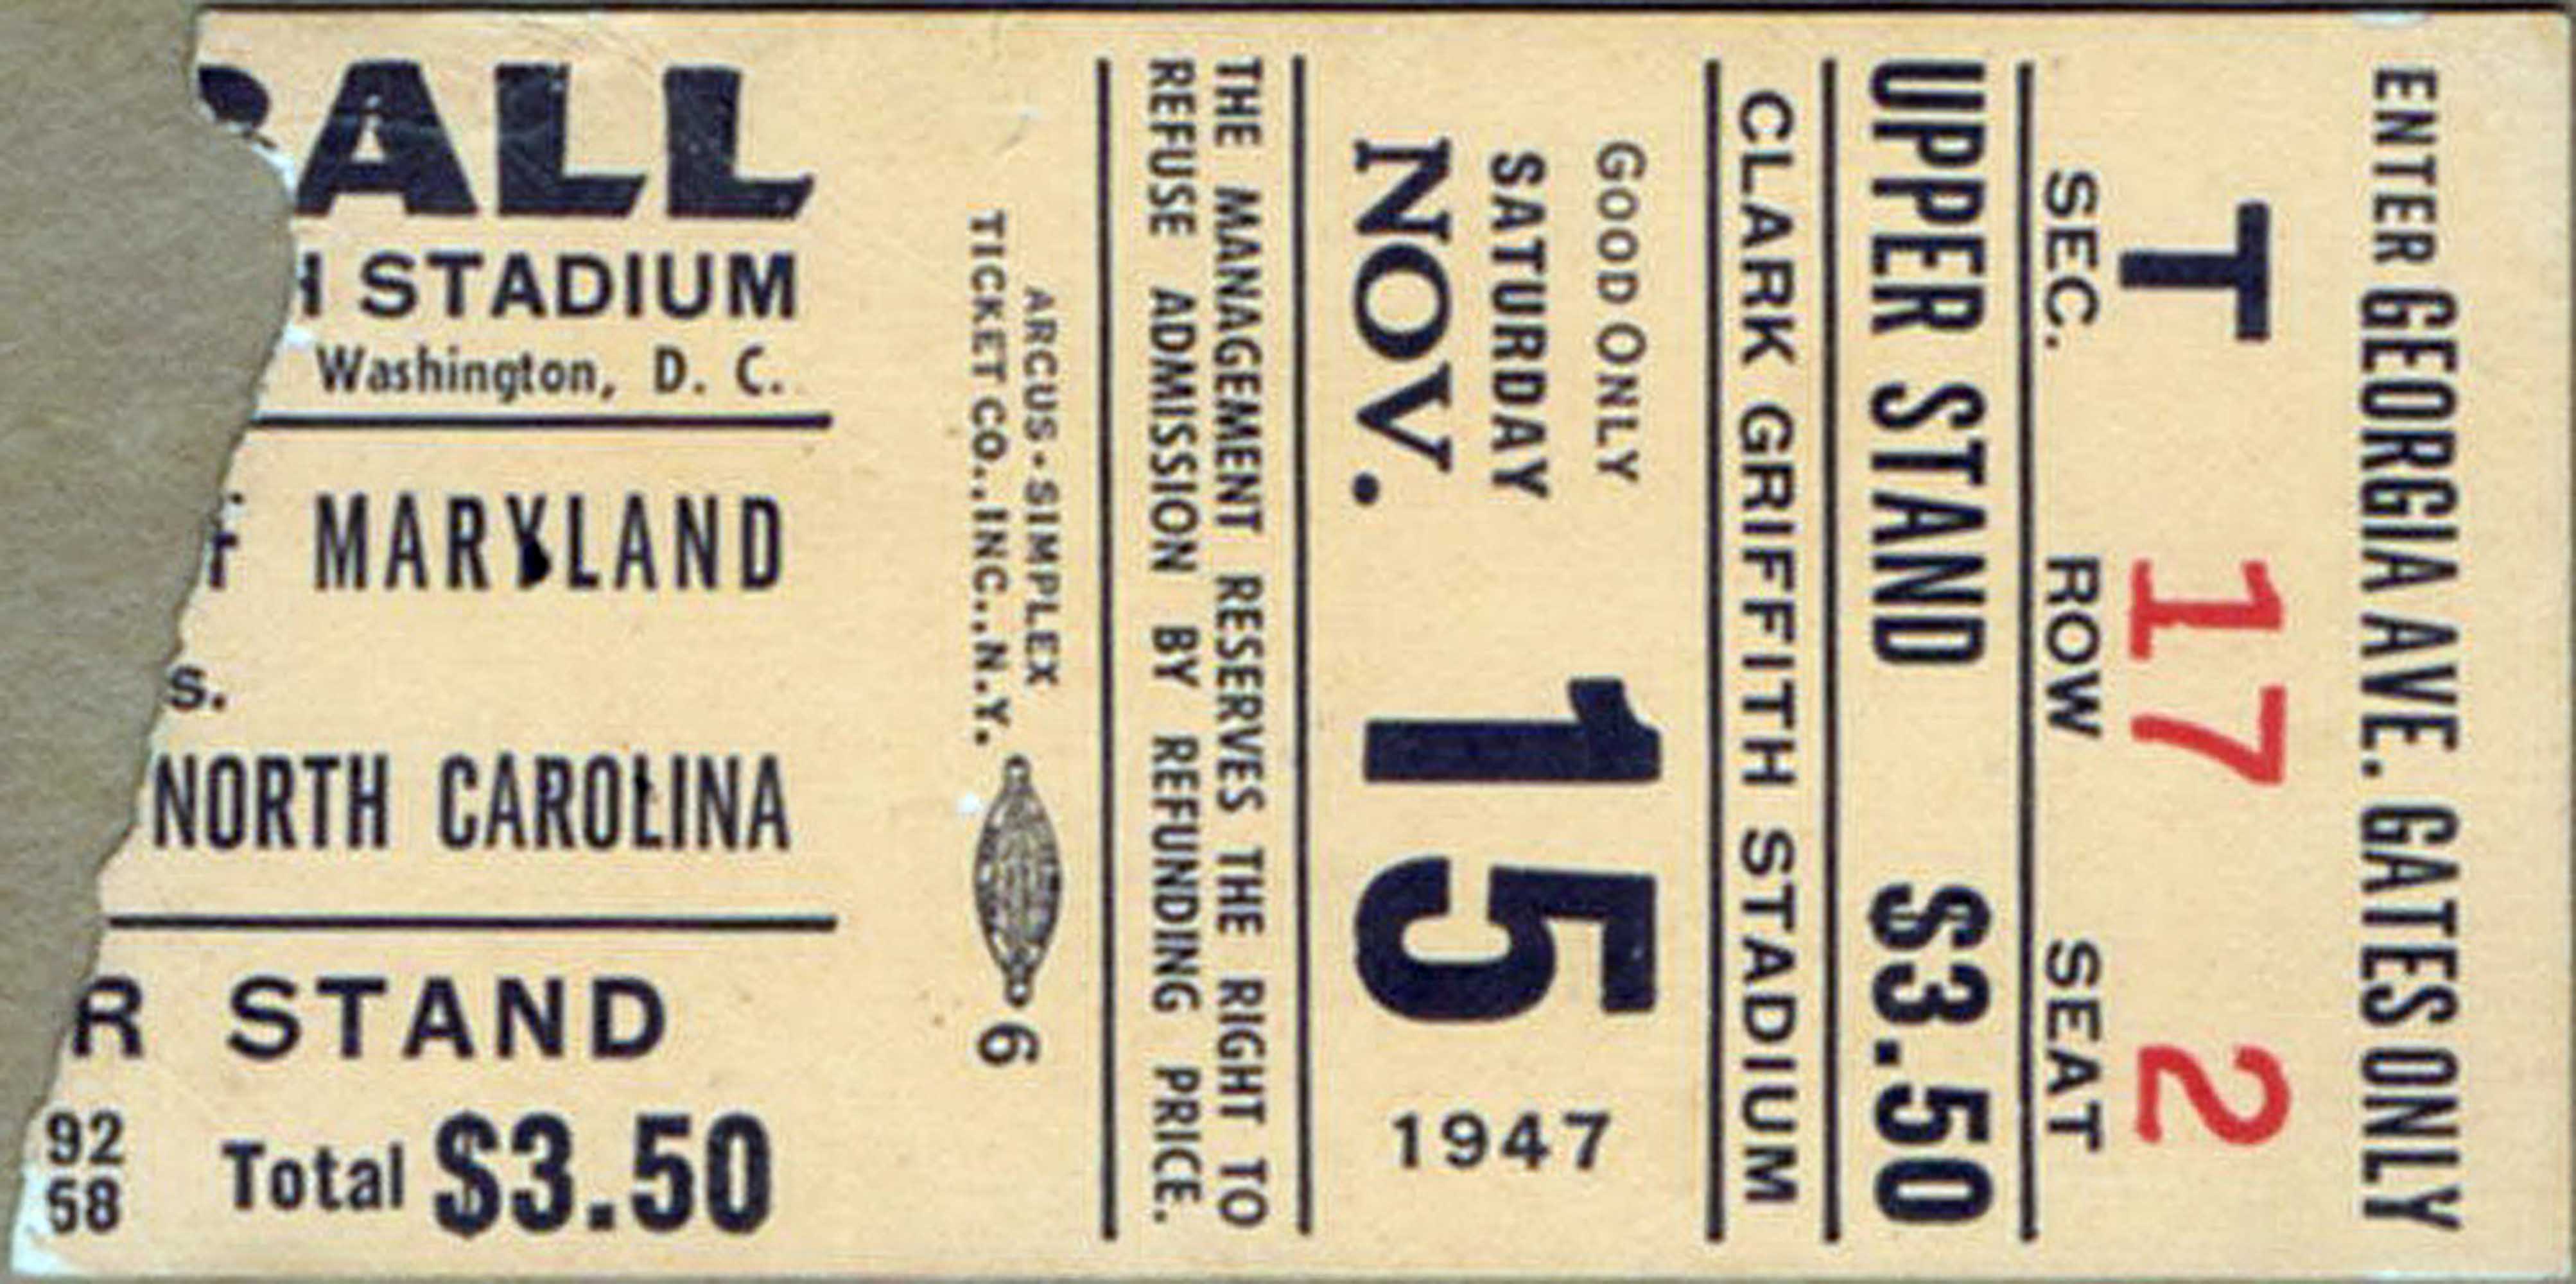 ALL
H STADIUM
Washington, D. C.
F MARYLAND
s.
NORTH CAROLINA
R STAND
92
58
Total $3.50
ARCUS-SIMPLEX
TICKET CO., INC., N.Y. 6
THE MANAGEMENT RESERVES THE RIGHT TO
REFUSE ADMISSION BY REFUNDING PRICE.
GOOD ONLY
SATURDAY
NOV. 15
1947
CLARK GRIFFITH STADIUM
UPPER STAND $3.50
ENTER GEORGIA AVE. GATES ONLY
T 17 2
SEC. ROW SEAT